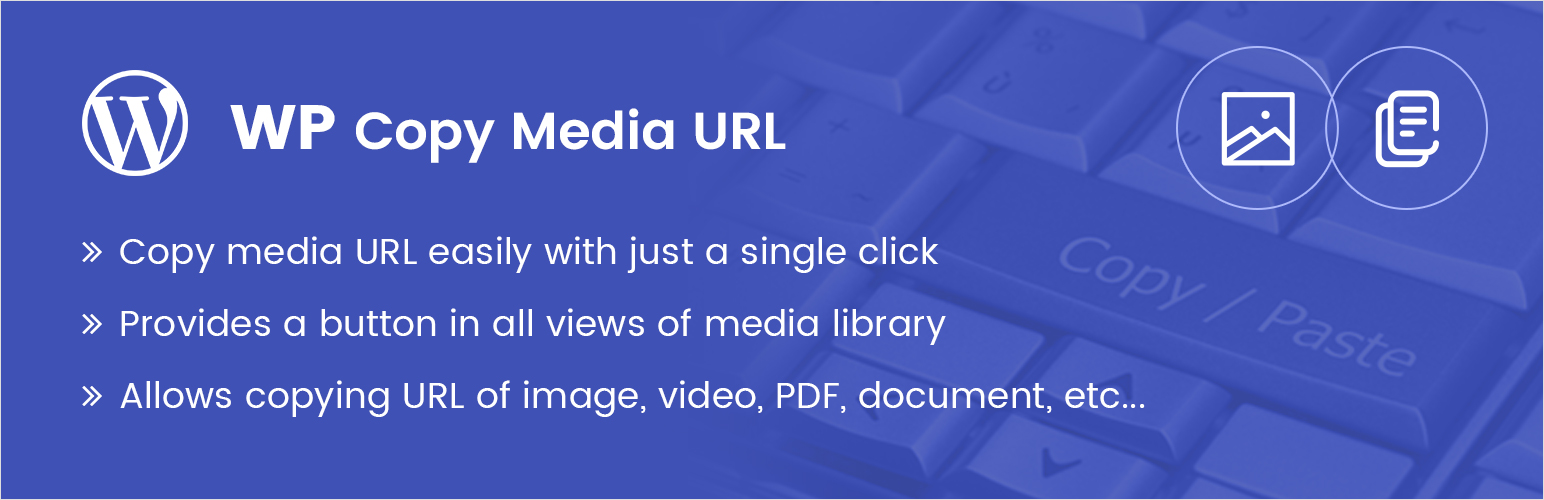 WP Copy Media URL
» Copy media URL easily with just a single click
» Provides a button in all views of media library
» Allows copying URL of image, video, PDF, document, etc...
Copy / Paste